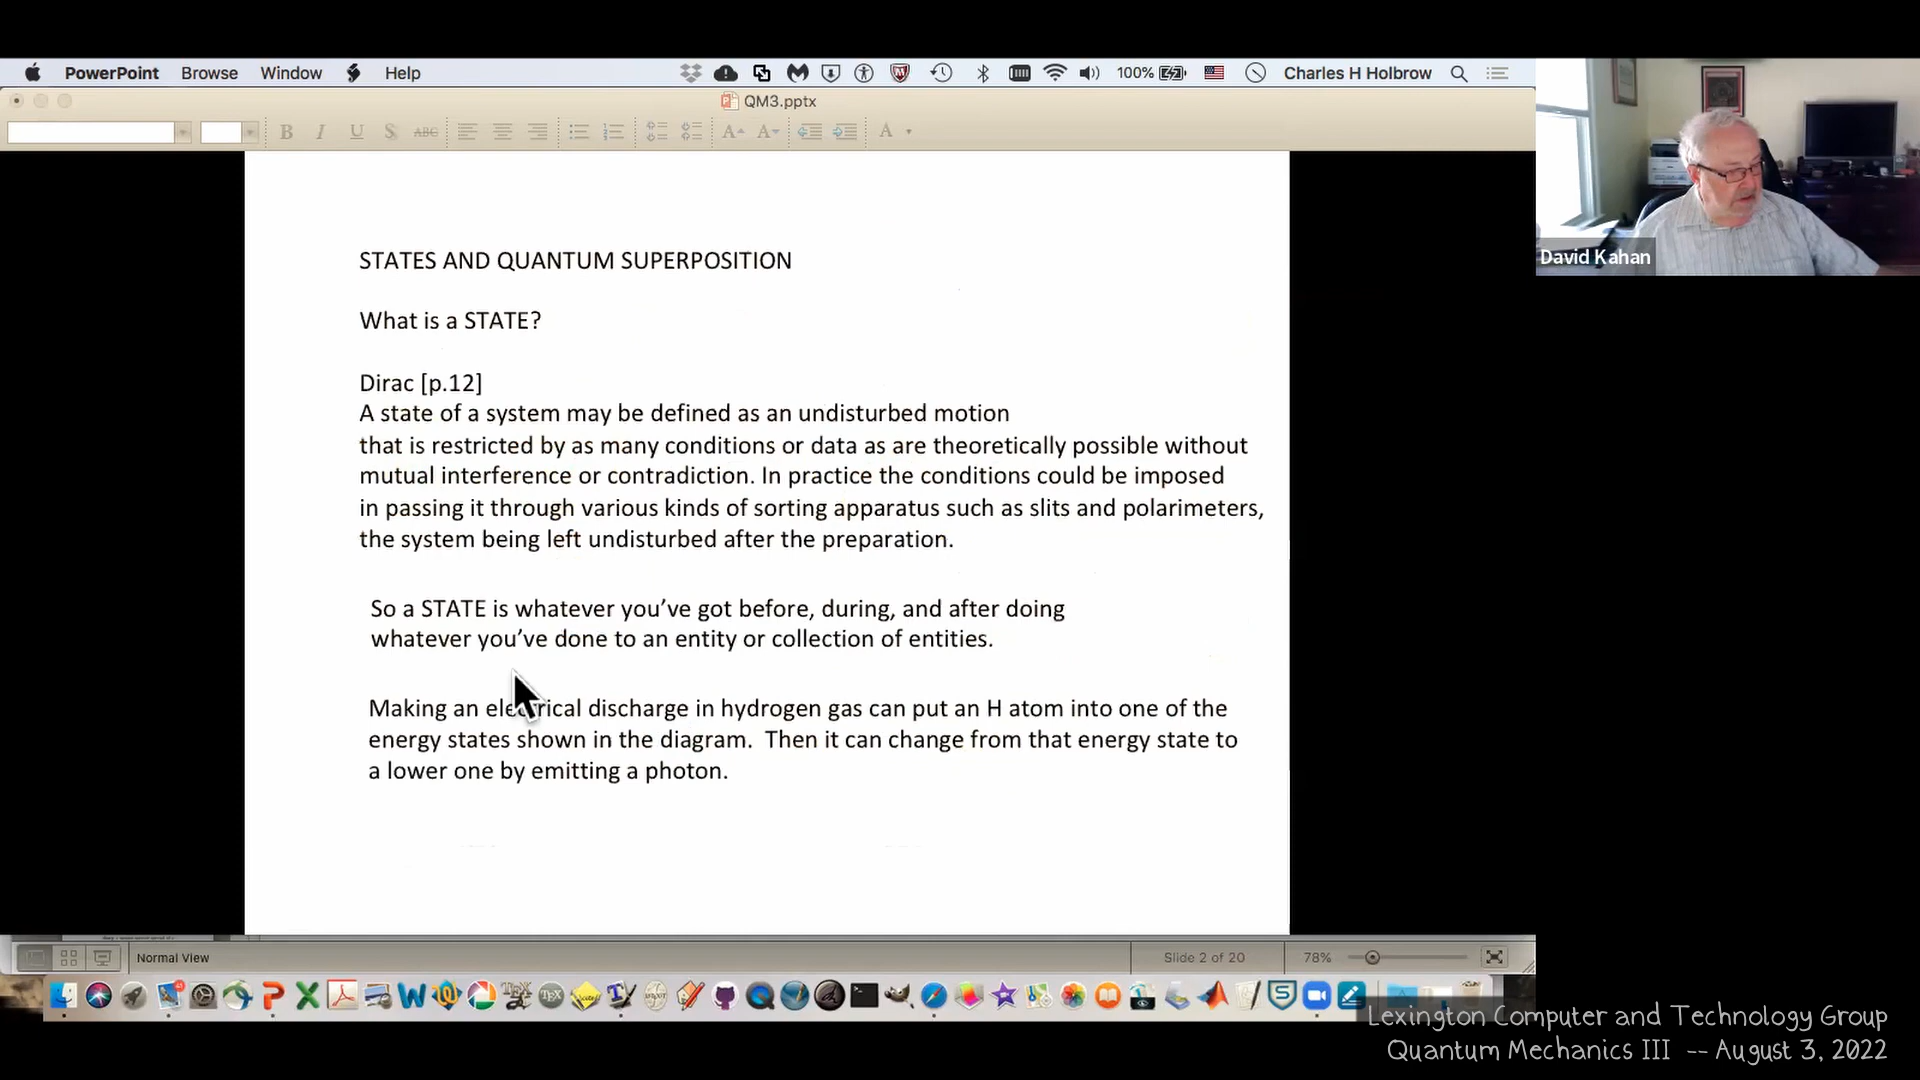 PowerPoint Browse Window Help 100% Charles H Holbrow
QM3.pptx
B I U S ABC A A A
David Kahan
STATES AND QUANTUM SUPERPOSITION
What is a STATE?
Dirac [p.12]
A state of a system may be defined as an undisturbed motion
that is restricted by as many conditions or data as are theoretically possible without
mutual interference or contradiction. In practice the conditions could be imposed
in passing it through various kinds of sorting apparatus such as slits and polarimeters,
the system being left undisturbed after the preparation.
So a STATE is whatever you’ve got before, during, and after doing
whatever you’ve done to an entity or collection of entities.
Making an electrical discharge in hydrogen gas can put an H atom into one of the
energy states shown in the diagram. Then it can change from that energy state to
a lower one by emitting a photon.
Normal View Slide 2 of 20 78%
Lexington Computer and Technology Group
Quantum Mechanics III -- August 3, 2022